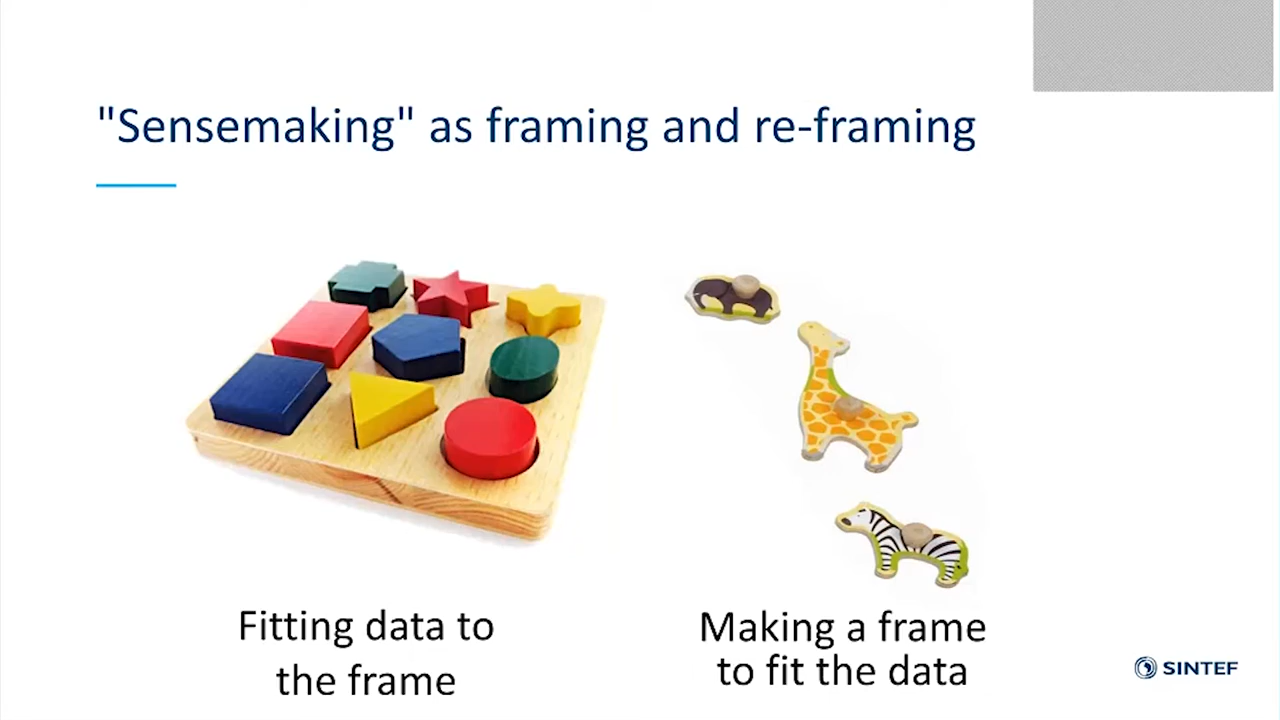 "Sensemaking" as framing and re-framing
Fitting data to
the frame
Making a frame
to fit the data
SINTEF